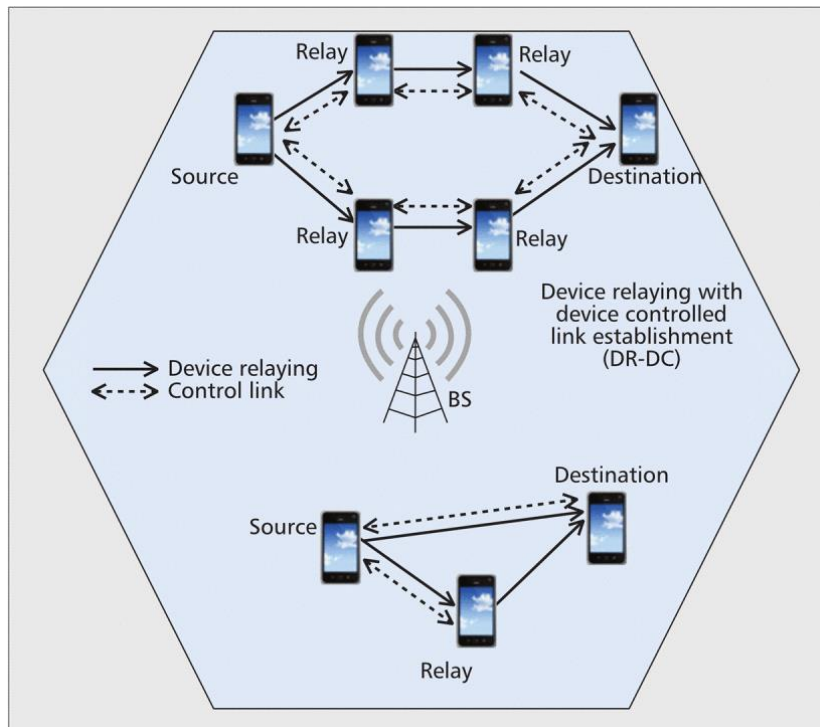 Relay
Relay
Source
Destination
Relay
Relay
Device relaying with
device controlled
link establishment
(DR-DC)
Device relaying
Control link
BS
Destination
Source
Relay